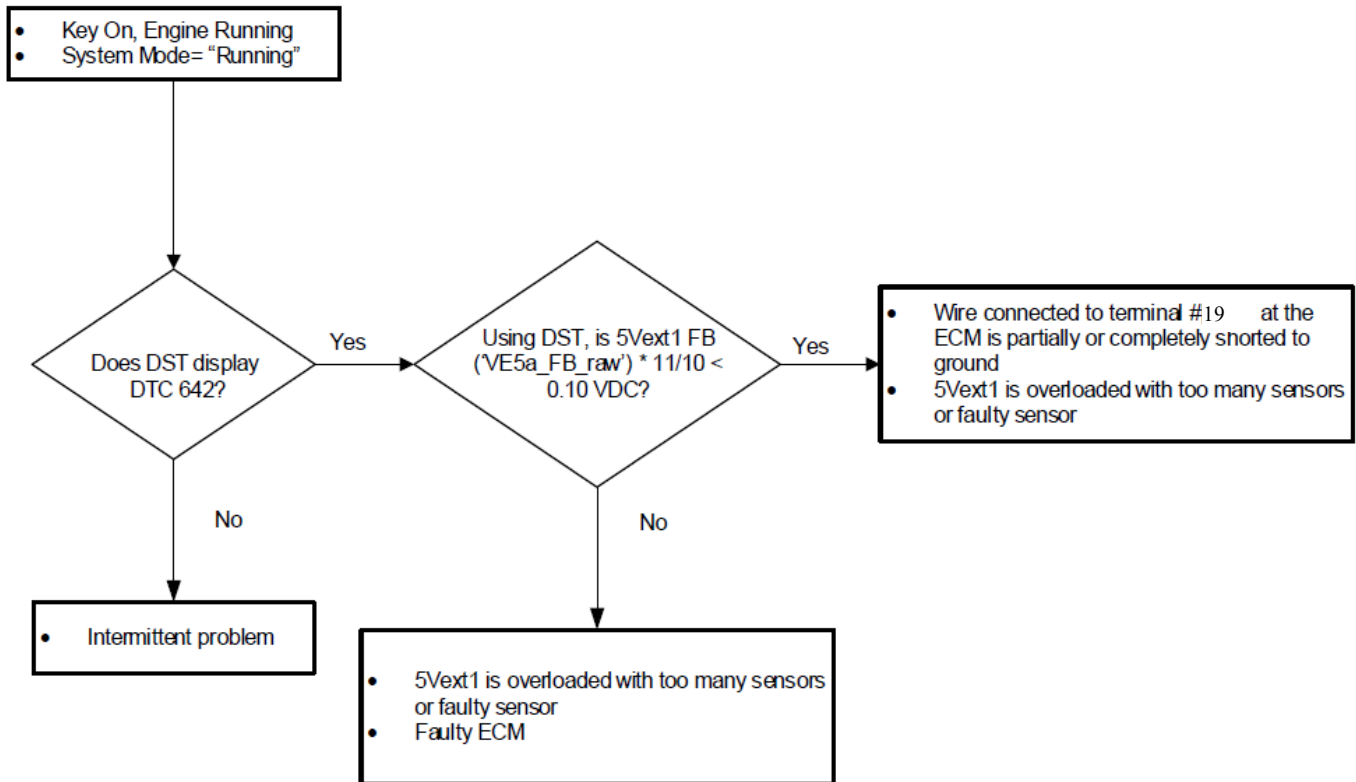 • Key On, Engine Running
• System Mode= “Running”
Does DST display
DTC 642?
Yes
Using DST, is 5Vext1 FB
(‘VE5a_FB_raw’) * 11/10 <
0.10 VDC?
Yes
• Wire connected to terminal #19 at the
ECM is partially or completely shorted to
ground
• 5Vext1 is overloaded with too many sensors
or faulty sensor
No
No
• Intermittent problem
• 5Vext1 is overloaded with too many sensors
or faulty sensor
• Faulty ECM